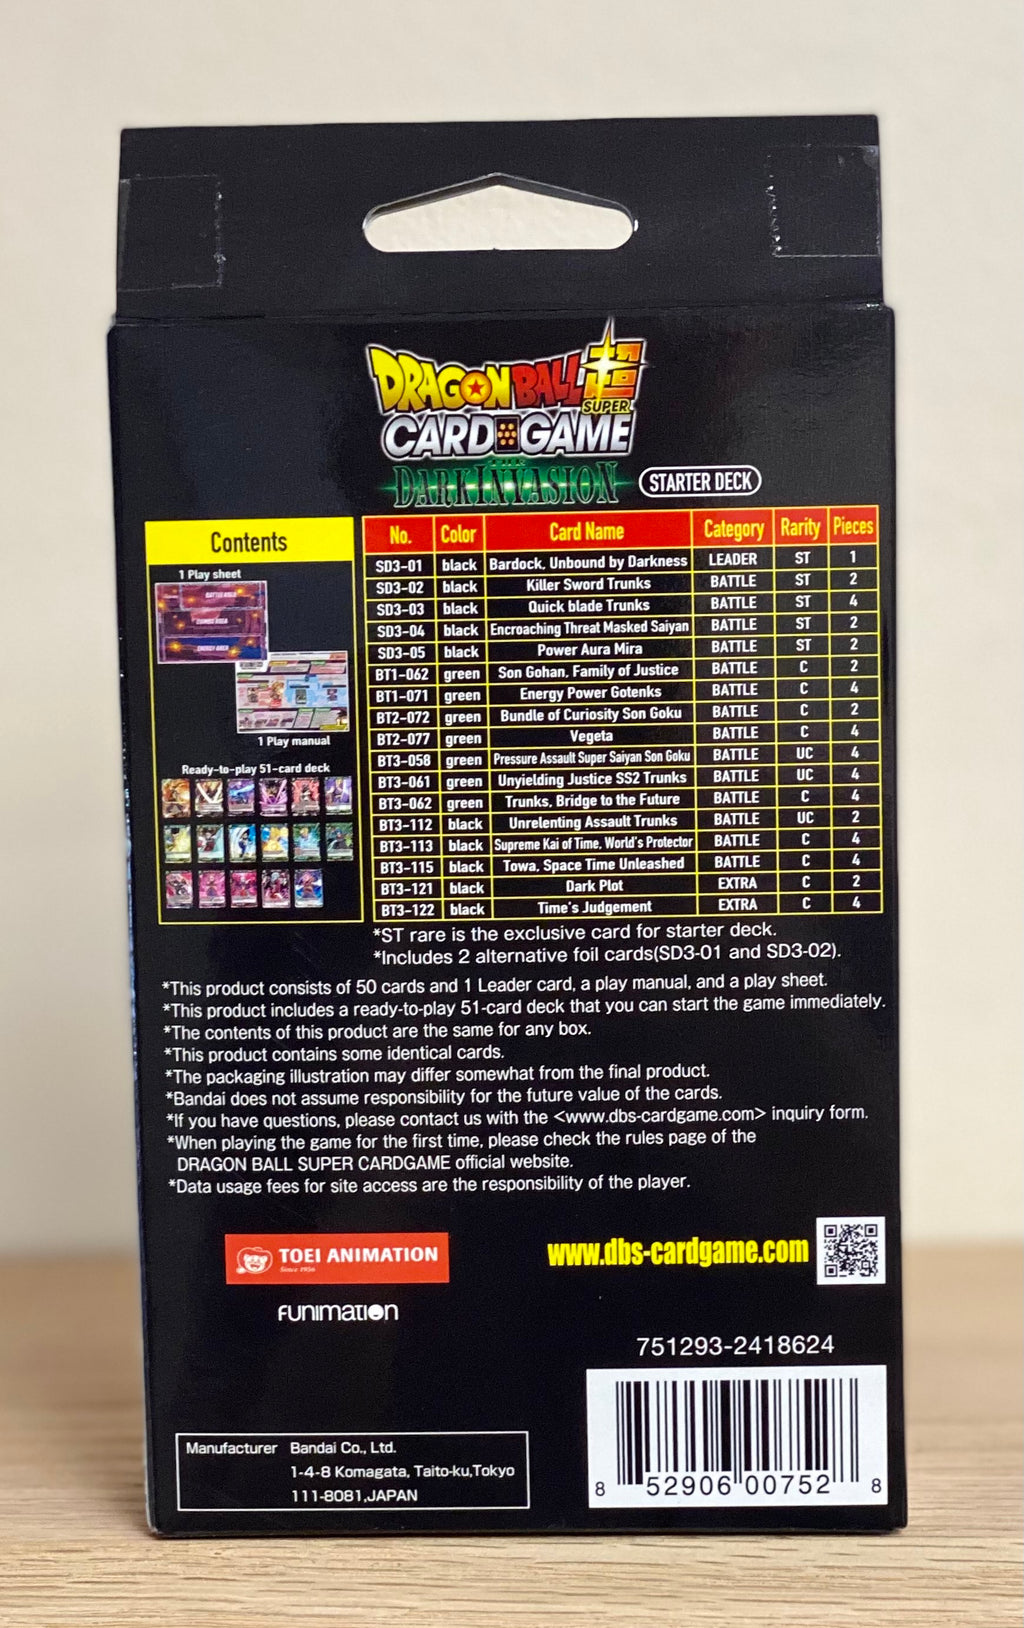 DRAGON BALL 超
SUPER
CARD GAME
DARK INVASION
STARTER DECK
Contents
1 Play sheet
BATTLE AREA
COMBO AREA
ENERGY AREA
1 Play manual
Ready-to-play 51-card deck
No. Color Card Name Category Rarity Pieces
SD3-01 black Bardock, Unbound by Darkness LEADER ST 1
SD3-02 black Killer Sword Trunks BATTLE ST 2
SD3-03 black Quick blade Trunks BATTLE ST 4
SD3-04 black Encroaching Threat Masked Saiyan BATTLE ST 2
SD3-05 black Power Aura Mira BATTLE ST 2
BT1-062 green Son Gohan, Family of Justice BATTLE C 2
BT1-071 green Energy Power Gotenks BATTLE C 4
BT2-072 green Bundle of Curiosity Son Goku BATTLE C 2
BT2-077 green Vegeta BATTLE C 4
BT3-058 green Pressure Assault Super Saiyan Son Goku BATTLE UC 4
BT3-061 green Unyielding Justice SS2 Trunks BATTLE UC 4
BT3-062 green Trunks, Bridge to the Future BATTLE C 4
BT3-112 black Unrelenting Assault Trunks BATTLE UC 2
BT3-113 black Supreme Kai of Time, World's Protector BATTLE C 4
BT3-115 black Towa, Space Time Unleashed BATTLE C 4
BT3-121 black Dark Plot EXTRA C 2
BT3-122 black Time's Judgement EXTRA C 4
*ST rare is the exclusive card for starter deck.
*Includes 2 alternative foil cards(SD3-01 and SD3-02).
*This product consists of 50 cards and 1 Leader card, a play manual, and a play sheet.
*This product includes a ready-to-play 51-card deck that you can start the game immediately.
*The contents of this product are the same for any box.
*This product contains some identical cards.
*The packaging illustration may differ somewhat from the final product.
*Bandai does not assume responsibility for the future value of the cards.
*If you have questions, please contact us with the <www.dbs-cardgame.com> inquiry form.
*When playing the game for the first time, please check the rules page of the
DRAGON BALL SUPER CARDGAME official website.
*Data usage fees for site access are the responsibility of the player.
TOEI ANIMATION
Since 1956
www.dbs-cardgame.com
FUNIMATION
751293-2418624
8 52906 00752 8
Manufacturer Bandai Co., Ltd.
1-4-8 Komagata, Taito-ku,Tokyo
111-8081,JAPAN